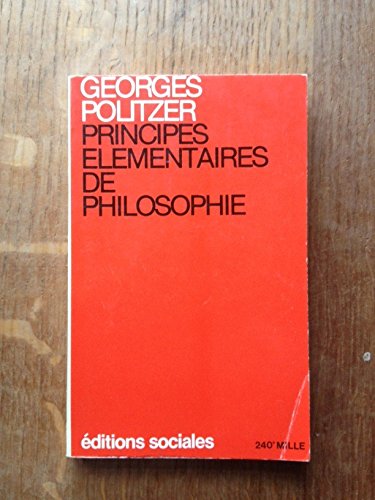 GEORGES
POLITZER
PRINCIPES
ELEMENTAIRES
DE
PHILOSOPHIE
éditions sociales
240e MILLE